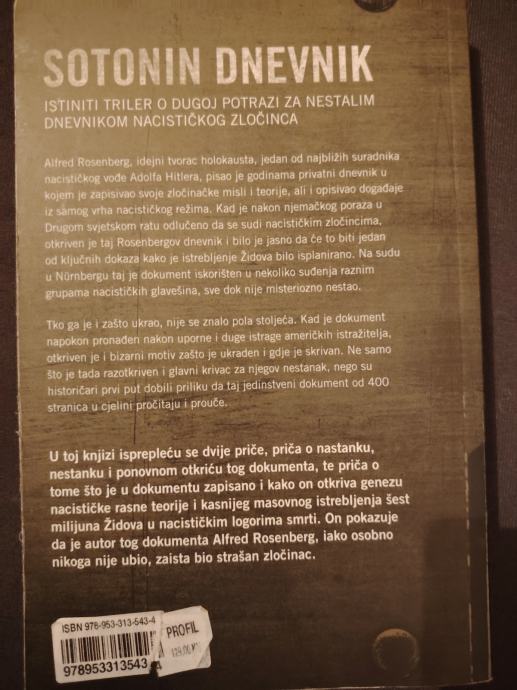 SOTONIN DNEVNIK
ISTINITI TRILER O DUGOJ POTRAZI ZA NESTALIM
DNEVNIKOM NACISTIČKOG ZLOČINCA
Alfred Rosenberg, idejni tvorac holokausta, jedan od najbližih suradnika
nacističkog vođe Adolfa Hitlera, pisao je godinama privatni dnevnik u
kojem je zapisivao svoje zločinačke misli i teorije, ali i opisivao događaje
iz samog vrha nacističkog režima. Kad je nakon njemačkog poraza u
Drugom svjetskom ratu odlučeno da se sudi nacističkim zločincima,
otkriven je taj Rosenbergov dnevnik i bilo je jasno da će to biti jedan
od ključnih dokaza kako je istrebljenje Židova bilo isplanirano. Na sudu
u Nürnbergu taj je dokument iskorišten u nekoliko suđenja raznim
grupama nacističkih glavešina, sve dok nije misteriozno nestao.
Tko ga je i zašto ukrao, nije se znalo pola stoljeća. Kad je dokument
napokon pronađen nakon uporne i duge istrage američkih istražitelja,
otkriven je i bizarni motiv zašto je ukraden i gdje je skrivan. Ne samo
što je tada razotkriven i glavni krivac za njegov nestanak, nego su
historičari prvi put dobili priliku da taj jedinstveni dokument od 400
stranica u cjelini pročitaju i prouče.
U toj knjizi isprepleću se dvije priče, priča o nastanku,
nestanku i ponovnom otkriću tog dokumenta, te priča o
tome što je u dokumentu zapisano i kako on otkriva genezu
nacističke rasne teorije i kasnijeg masovnog istrebljenja šest
milijuna Židova u nacističkim logorima smrti. On pokazuje
da je autor tog dokumenta Alfred Rosenberg, iako osobno
nikoga nije ubio, zaista bio strašan zločinac.
ISBN 978-953-313-543-4
PROFIL
978953313543